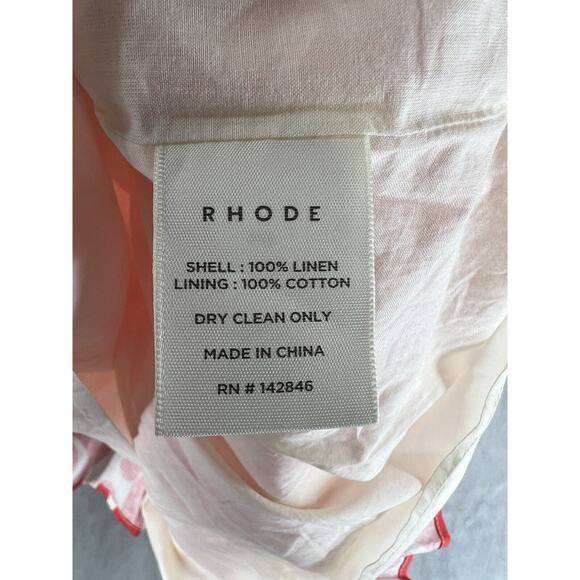 RHODE
SHELL : 100% LINEN
LINING : 100% COTTON
DRY CLEAN ONLY
MADE IN CHINA
RN # 142846